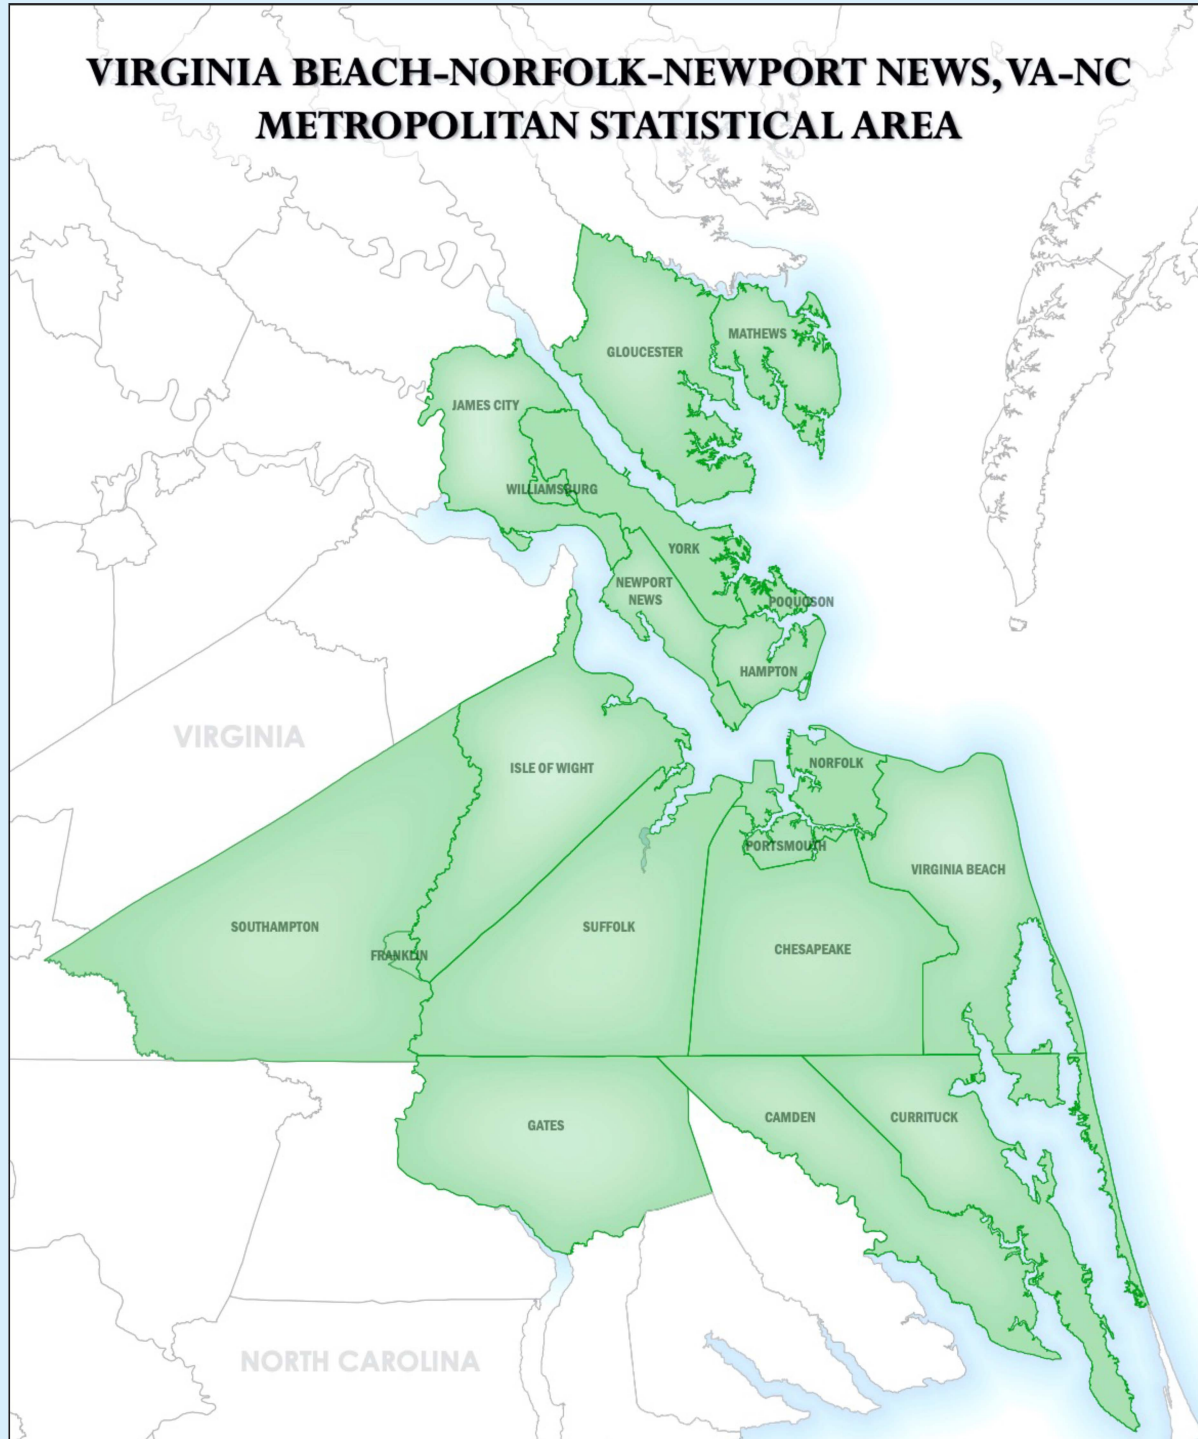 VIRGINIA BEACH-NORFOLK-NEWPORT NEWS, VA-NC
METROPOLITAN STATISTICAL AREA
MATHEWS
GLOUCESTER
JAMES CITY
WILLIAMSBURG
YORK
NEWPORT
NEWS
POQUOSON
HAMPTON
VIRGINIA
ISLE OF WIGHT
NORFOLK
PORTSMOUTH
VIRGINIA BEACH
SOUTHAMPTON
SUFFOLK
CHESAPEAKE
FRANKLIN
GATES
CAMDEN
CURRITUCK
NORTH CAROLINA